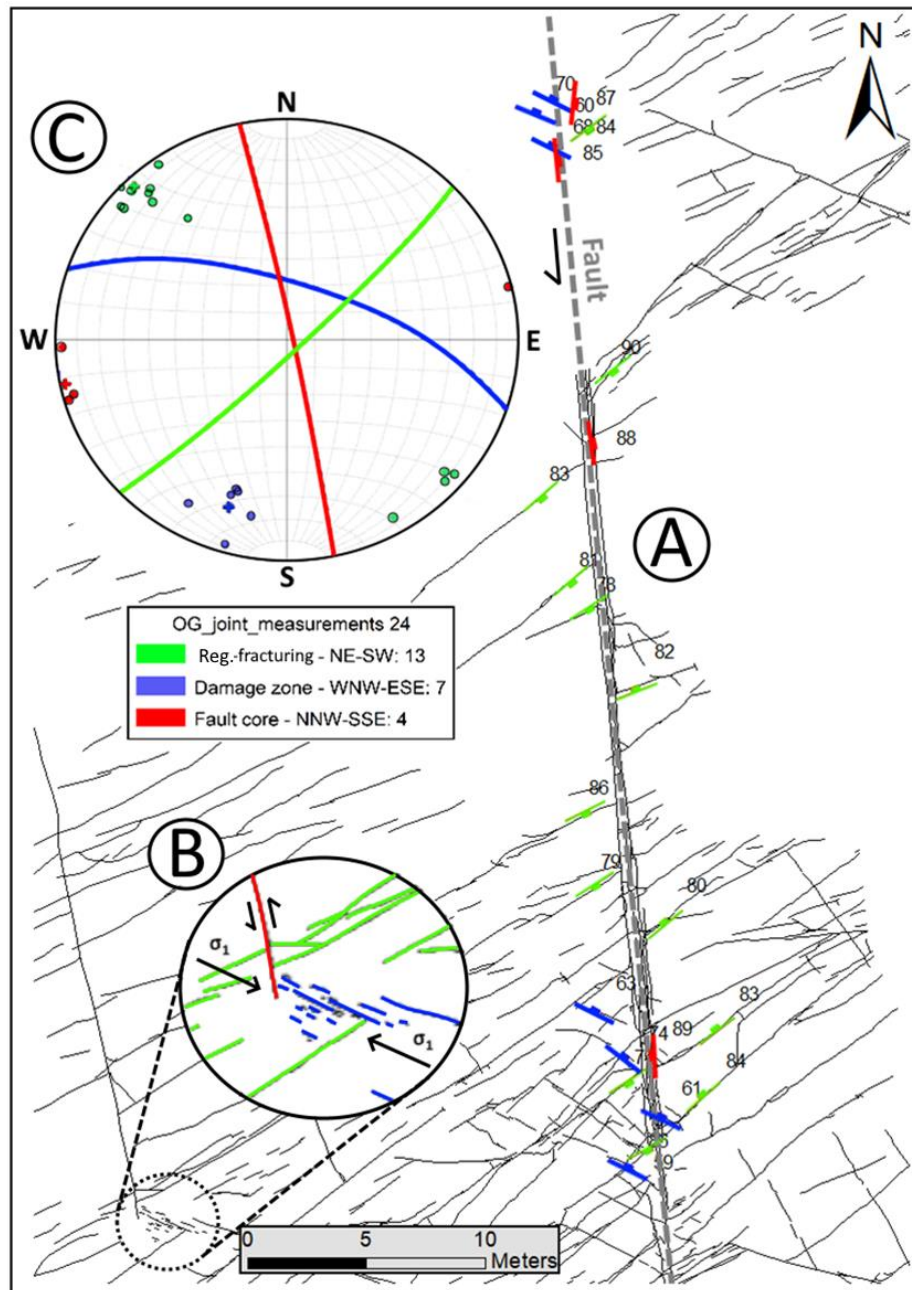 N
70
60
87
68
84
85
C
N
W
E
S
Fault
90
88
83
A
81
78
82
OG_joint_measurements 24
Reg.-fracturing - NE-SW: 13
Damage zone - WNW-ESE: 7
Fault core - NNW-SSE: 4
86
79
80
B
σ1
σ1
63
83
74
89
84
61
0 5 10
Meters